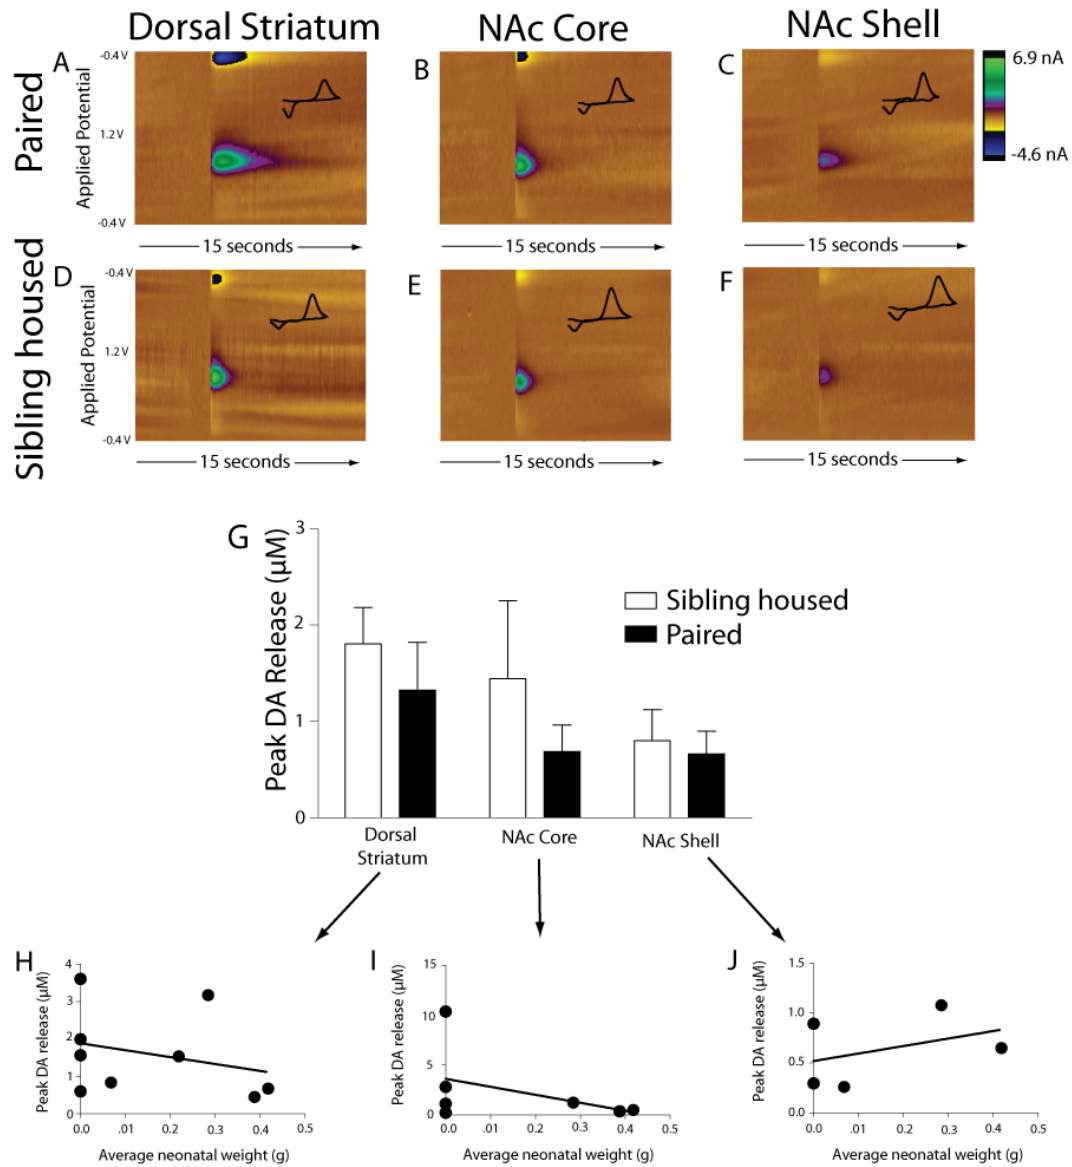 Dorsal Striatum NAc Core NAc Shell
Paired
A
B
C
-0.4V
1.2 V
-0.4 V
Applied Potential
6.9 nA
-4.6 nA
15 seconds
15 seconds
15 seconds
Sibling housed
D
E
F
-0.4V
1.2 V
-0.4 V
Applied Potential
15 seconds
15 seconds
15 seconds
G
Peak DA Release (μM)
3
2
1
0
Sibling housed
Paired
Dorsal Striatum
NAc Core
NAc Shell
H
Peak DA release (μM)
4
3
2
1
0
0.0 .01 0.2 0.3 0.4 0.5
Average neonatal weight (g)
I
Peak DA release (μM)
15
10
5
0
0.0 .01 0.2 0.3 0.4 0.5
Average neonatal weight (g)
J
Peak DA release (μM)
1.5
1.0
0.5
0.0
0.0 .01 0.2 0.3 0.4 0.5
Average neonatal weight (g)